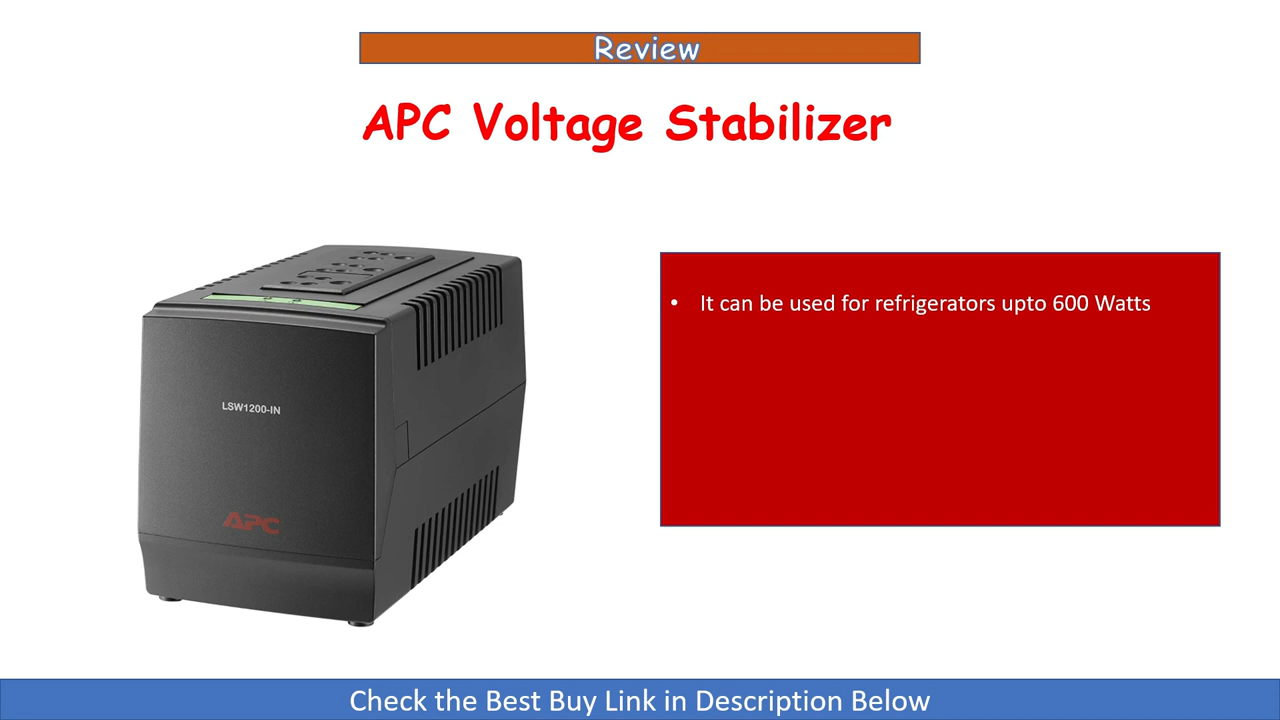 Review
APC Voltage Stabilizer
• It can be used for refrigerators upto 600 Watts
LSW1200-IN
APC
Check the Best Buy Link in Description Below